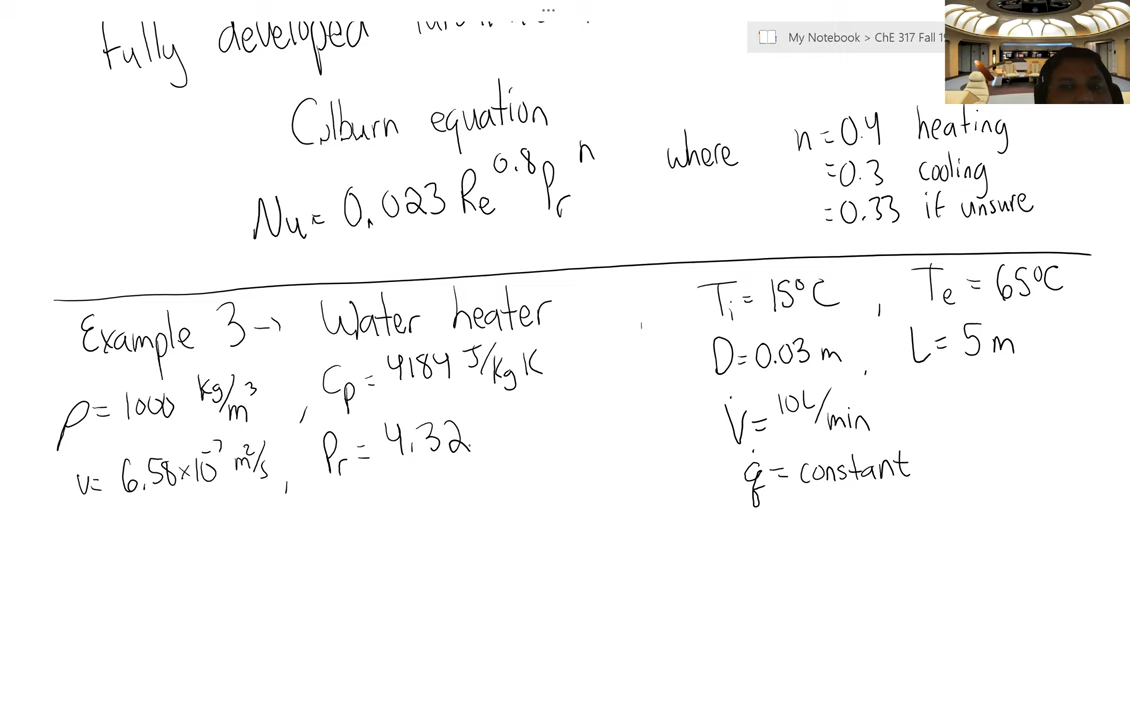 My Notebook > ChE 317 Fall 19
fully developed
Colburn equation
Nu = 0.023 Re^0.8 Pr^n where n = 0.4 heating
= 0.3 cooling
= 0.33 if unsure
Example 3 → Water heater
ρ = 1000 kg/m³, Cp = 4184 J/kg K
ν = 6.58×10⁻⁷ m²/s, Pr = 4.32
Ti = 15°C, Te = 65°C
D = 0.03 m, L = 5 m
V̇ = 10L/min
q̇ = constant